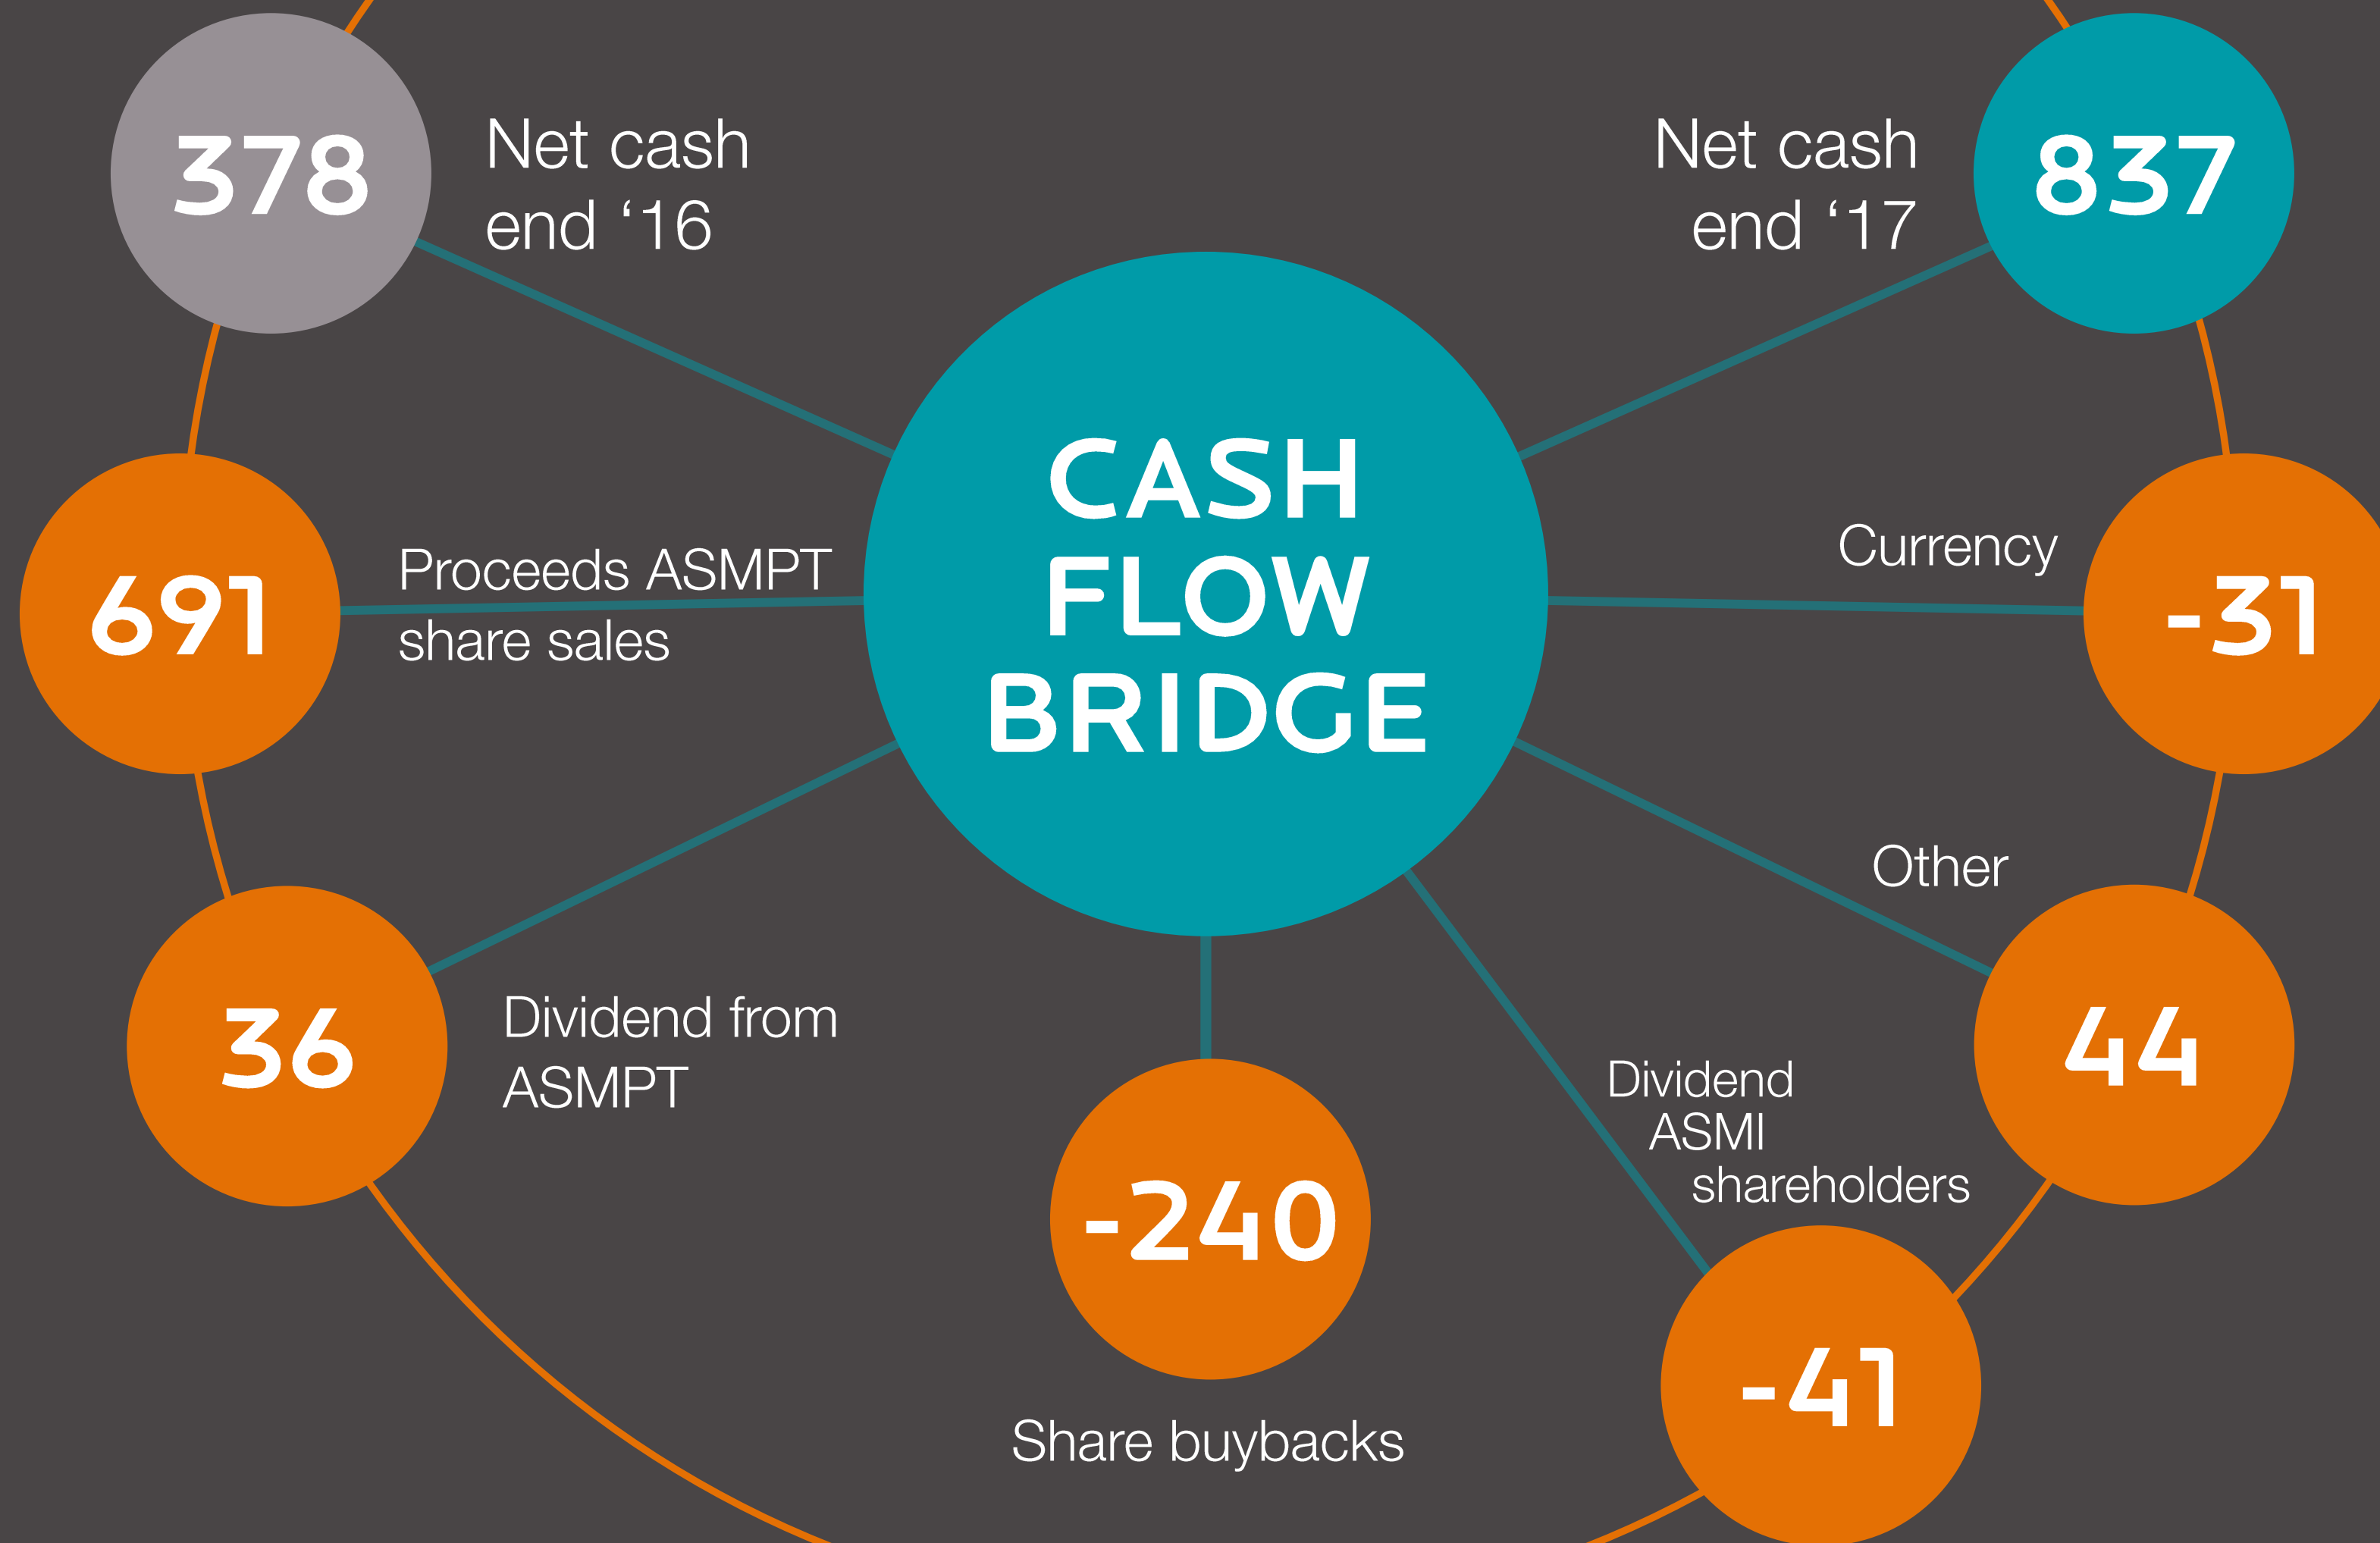 378
Net cash
end ‘16
691
Proceeds ASMPT
share sales
36
Dividend from
ASMPT
CASH
FLOW
BRIDGE
-240
Share buybacks
Dividend
ASMI
shareholders
-41
Other
44
Currency
-31
Net cash
end ‘17
837